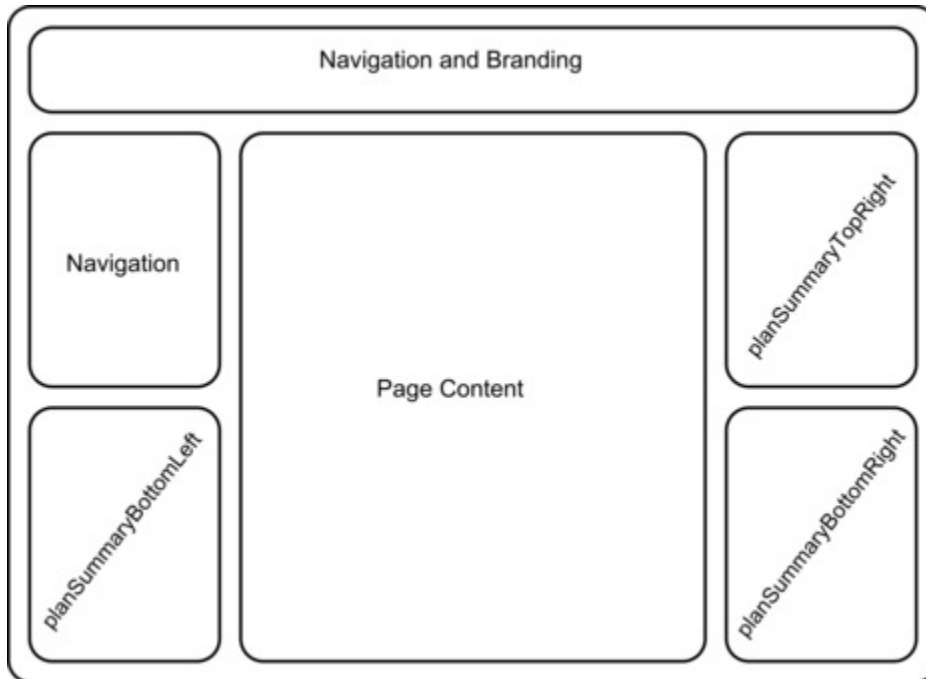 Navigation and Branding
Navigation
Page Content
planSummaryTopRight
planSummaryBottomLeft
planSummaryBottomRight